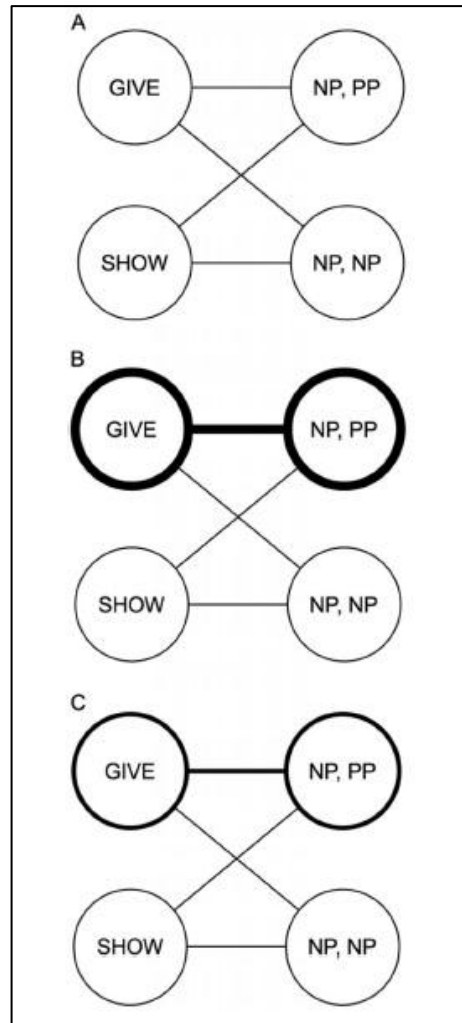 A
GIVE NP, PP
SHOW NP, NP
B
GIVE NP, PP
SHOW NP, NP
C
GIVE NP, PP
SHOW NP, NP